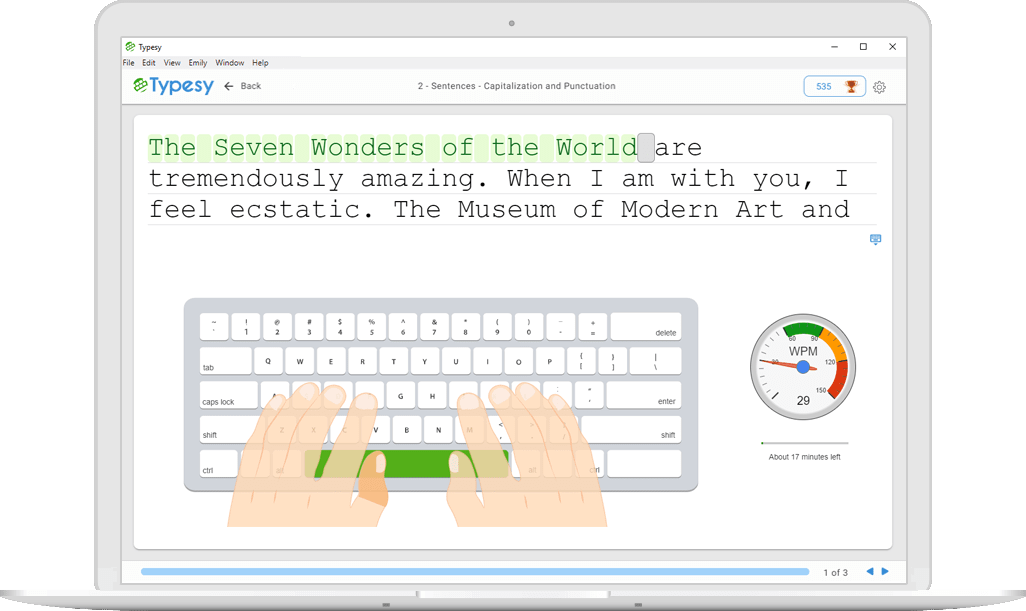 Typesy
File Edit View Emily Window Help
Typesy Back 2 - Sentences - Capitalization and Punctuation 535
The Seven Wonders of the World are
tremendously amazing. When I am with you, I
feel ecstatic. The Museum of Modern Art and
~ ! @ # $ % ^ & * ( )  +
1 2 3 4 5 6 7 8 9 0 - = delete
tab Q W E R T Y U I O P { [ } ] | \
caps lock A G H : " , enter
shift Z X C V B N M < , > shift
ctrl alt alt ctrl
60 90
WPM
30 120
150
29
About 17 minutes left
1 of 3